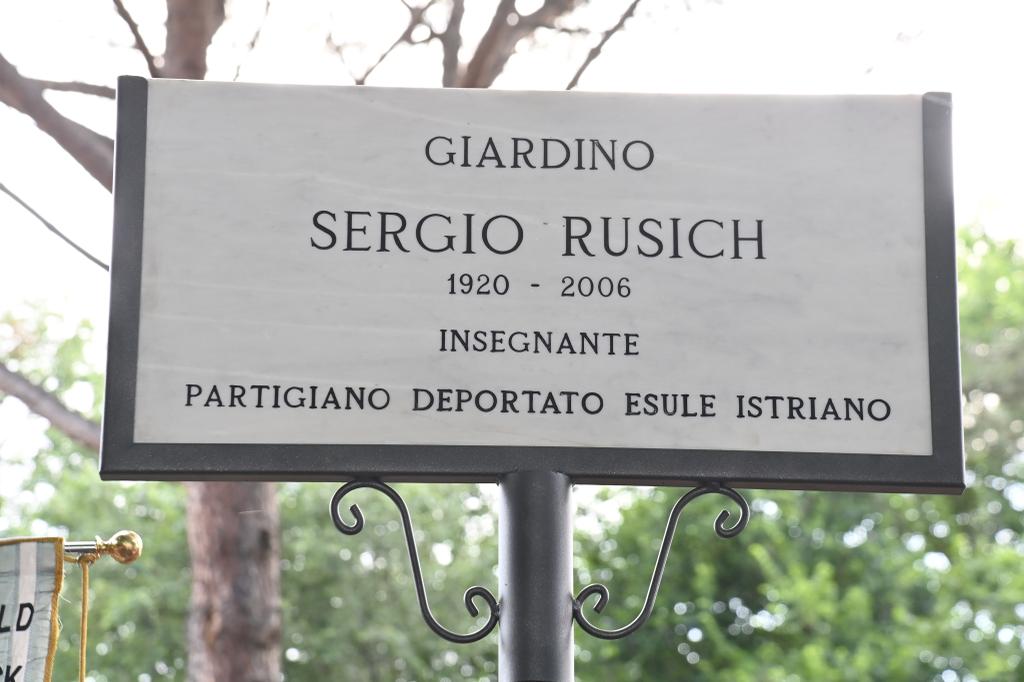 GIARDINO
SERGIO RUSICH
1920 - 2006
INSEGNANTE
PARTIGIANO DEPORTATO ESULE ISTRIANO